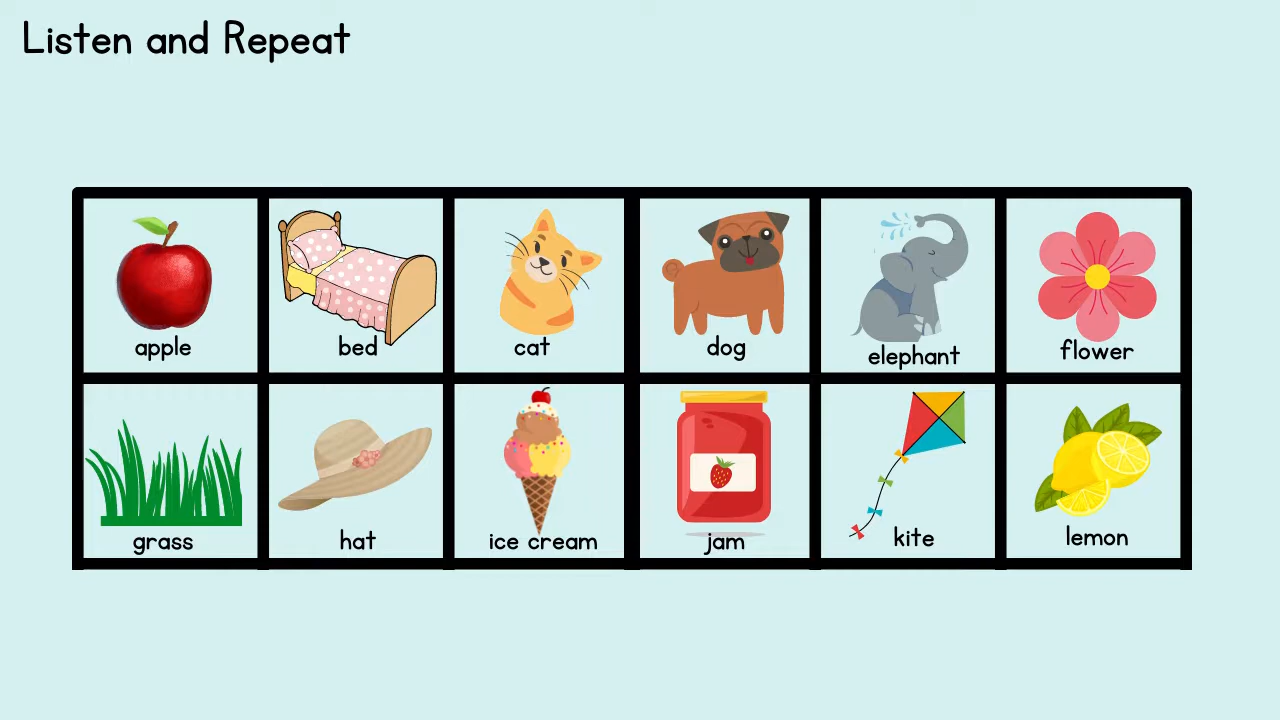 Listen and Repeat
apple bed cat dog elephant flower
grass hat ice cream jam kite lemon